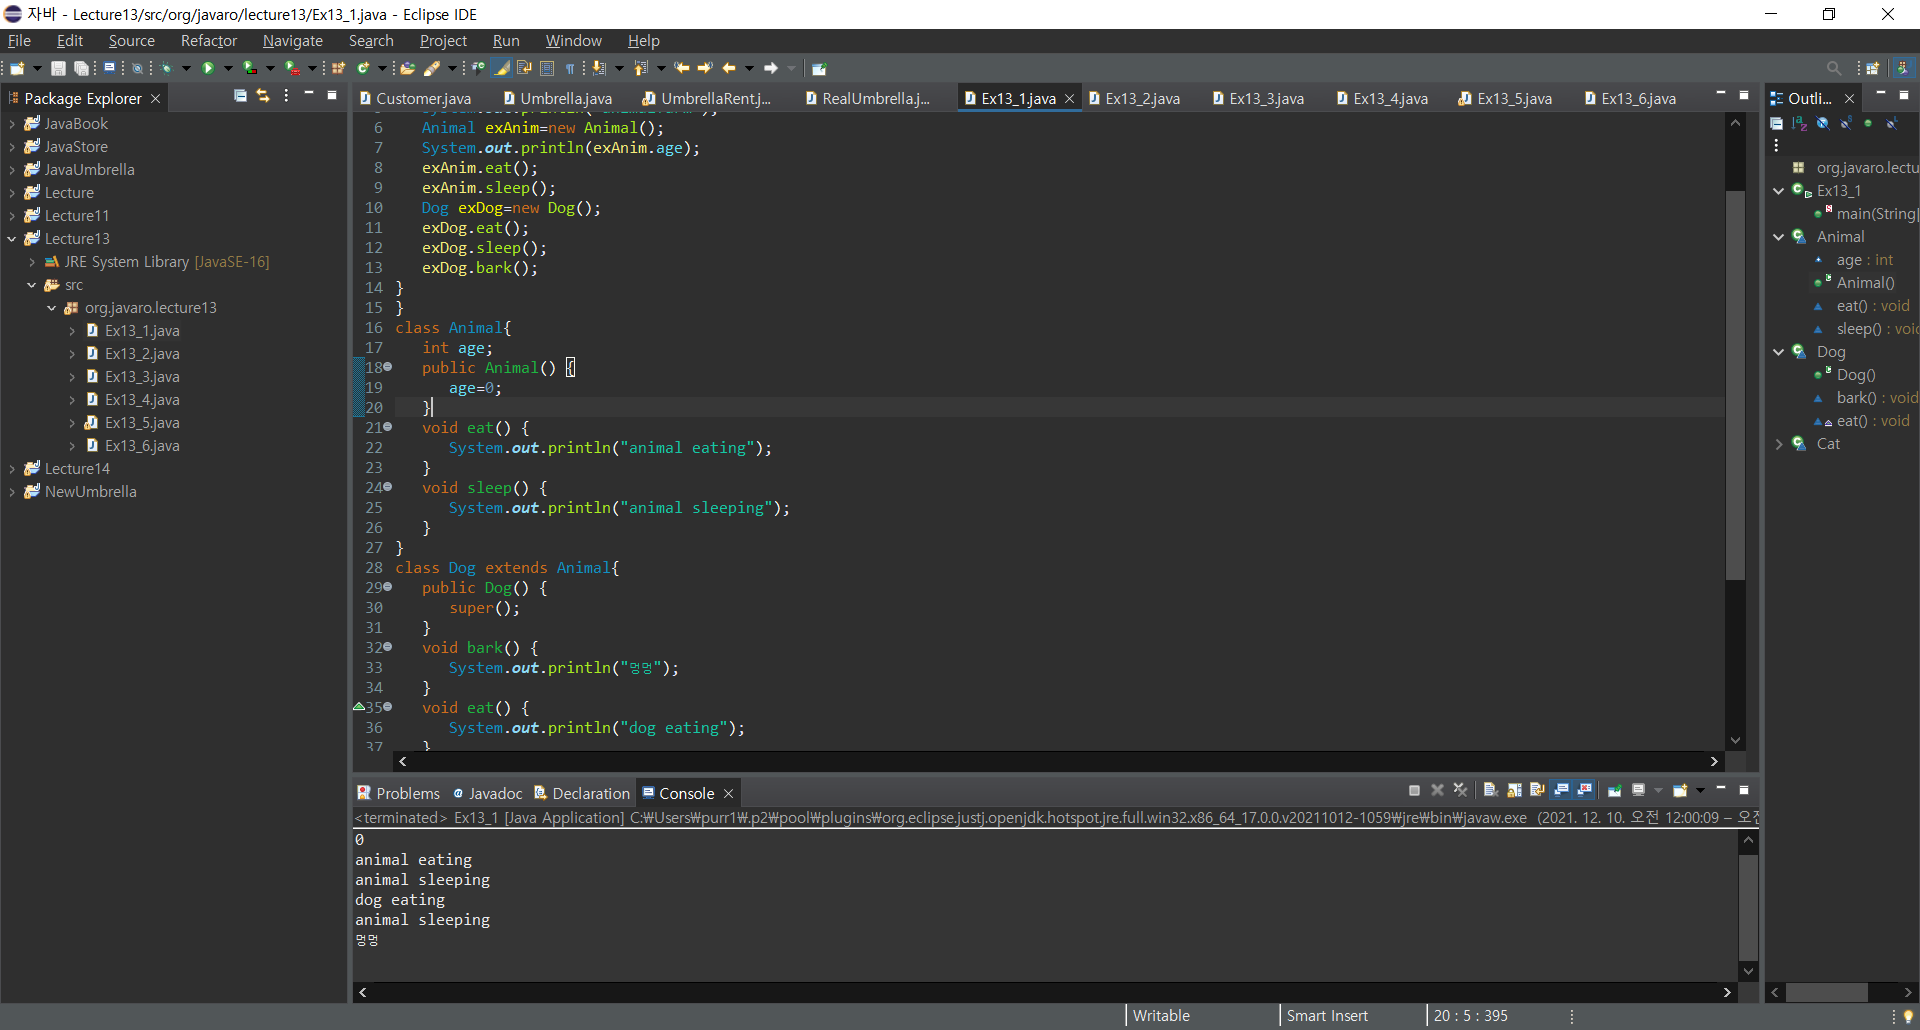 자바 - Lecture13/src/org/javaro/lecture13/Ex13_1.java - Eclipse IDE
File Edit Source Refactor Navigate Search Project Run Window Help
Package Explorer
JavaBook
JavaStore
JavaUmbrella
Lecture
Lecture11
Lecture13
JRE System Library [JavaSE-16]
src
org.javaro.lecture13
Ex13_1.java
Ex13_2.java
Ex13_3.java
Ex13_4.java
Ex13_5.java
Ex13_6.java
Lecture14
NewUmbrella
Customer.java Umbrella.java UmbrellaRent.j... RealUmbrella.j... Ex13_1.java Ex13_2.java Ex13_3.java Ex13_4.java Ex13_5.java Ex13_6.java
6 Animal exAnim=new Animal();
7 System.out.println(exAnim.age);
8 exAnim.eat();
9 exAnim.sleep();
10 Dog exDog=new Dog();
11 exDog.eat();
12 exDog.sleep();
13 exDog.bark();
14 }
15 }
16 class Animal{
17 int age;
18 public Animal() {
19 age=0;
20 }
21 void eat() {
22 System.out.println("animal eating");
23 }
24 void sleep() {
25 System.out.println("animal sleeping");
26 }
27 }
28 class Dog extends Animal{
29 public Dog() {
30 super();
31 }
32 void bark() {
33 System.out.println("멍멍");
34 }
35 void eat() {
36 System.out.println("dog eating");
37 }
Problems Javadoc Declaration Console
<terminated> Ex13_1 [Java Application] C:₩Users₩purr1₩.p2₩pool₩plugins₩org.eclipse.justj.openjdk.hotspot.jre.full.win32.x86_64_17.0.0.v20211012-1059₩jre₩bin₩javaw.exe (2021. 12. 10. 오전 12:00:09 – 오전
0
animal eating
animal sleeping
dog eating
animal sleeping
멍멍
Outli...
org.javaro.lectu
Ex13_1
main(String[
Animal
age : int
Animal()
eat() : void
sleep() : void
Dog
Dog()
bark() : void
eat() : void
Cat
Writable Smart Insert 20 : 5 : 395